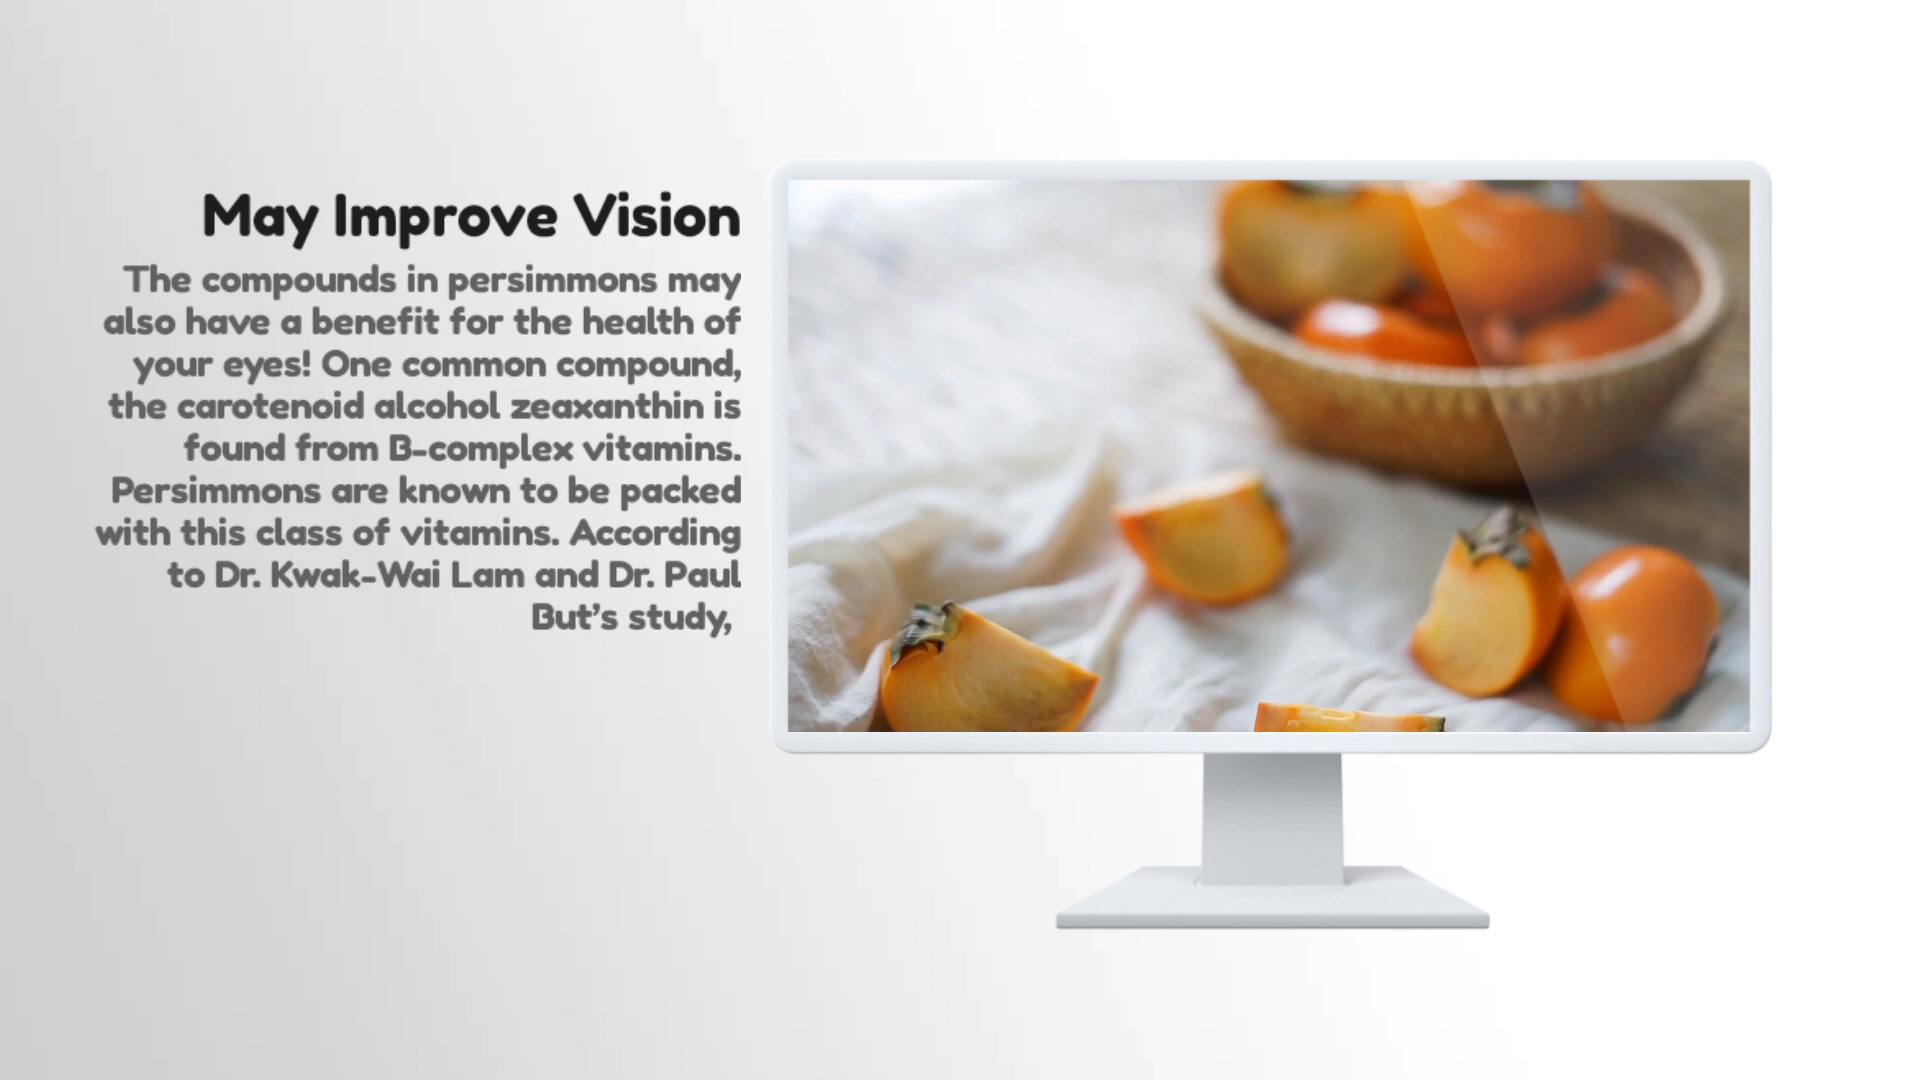 May Improve Vision
The compounds in persimmons may
also have a benefit for the health of
your eyes! One common compound,
the carotenoid alcohol zeaxanthin is
found from B-complex vitamins.
Persimmons are known to be packed
with this class of vitamins. According
to Dr. Kwak-Wai Lam and Dr. Paul
But’s study,